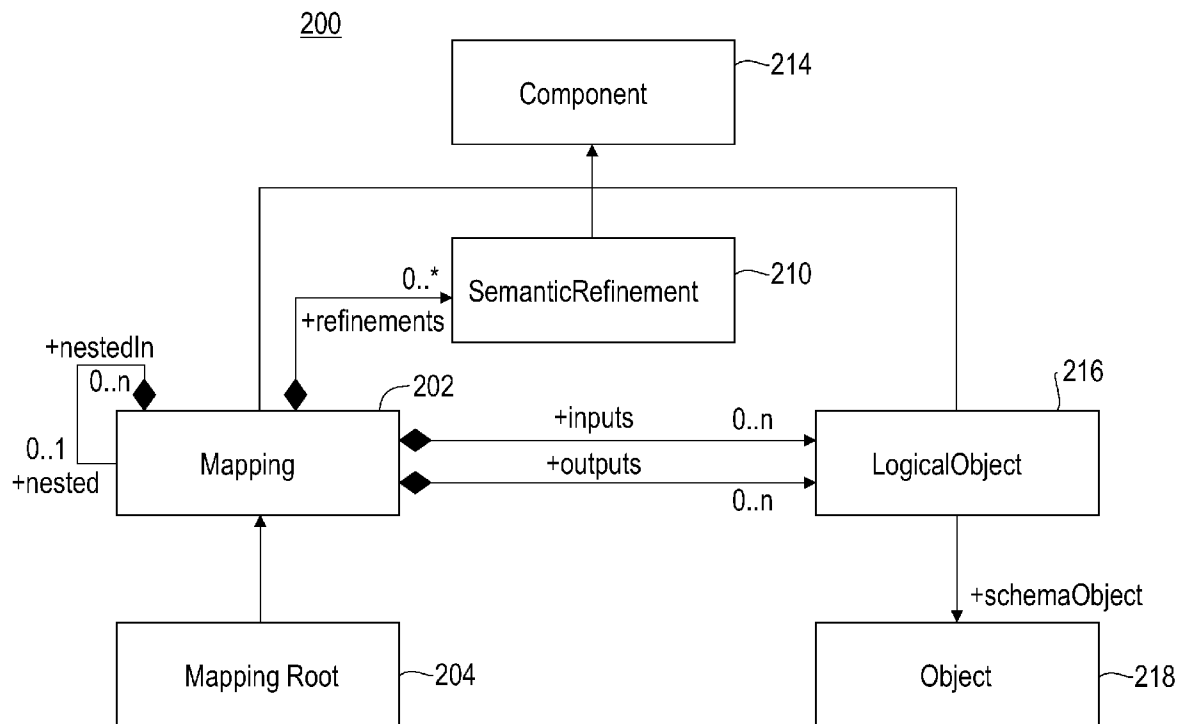 200
Component
214
SemanticRefinement
210
0..*
+refinements
+nestedIn
0..n
202
216
Mapping
0..1
+nested
+inputs
0..n
+outputs
0..n
LogicalObject
+schemaObject
Mapping Root
204
Object
218